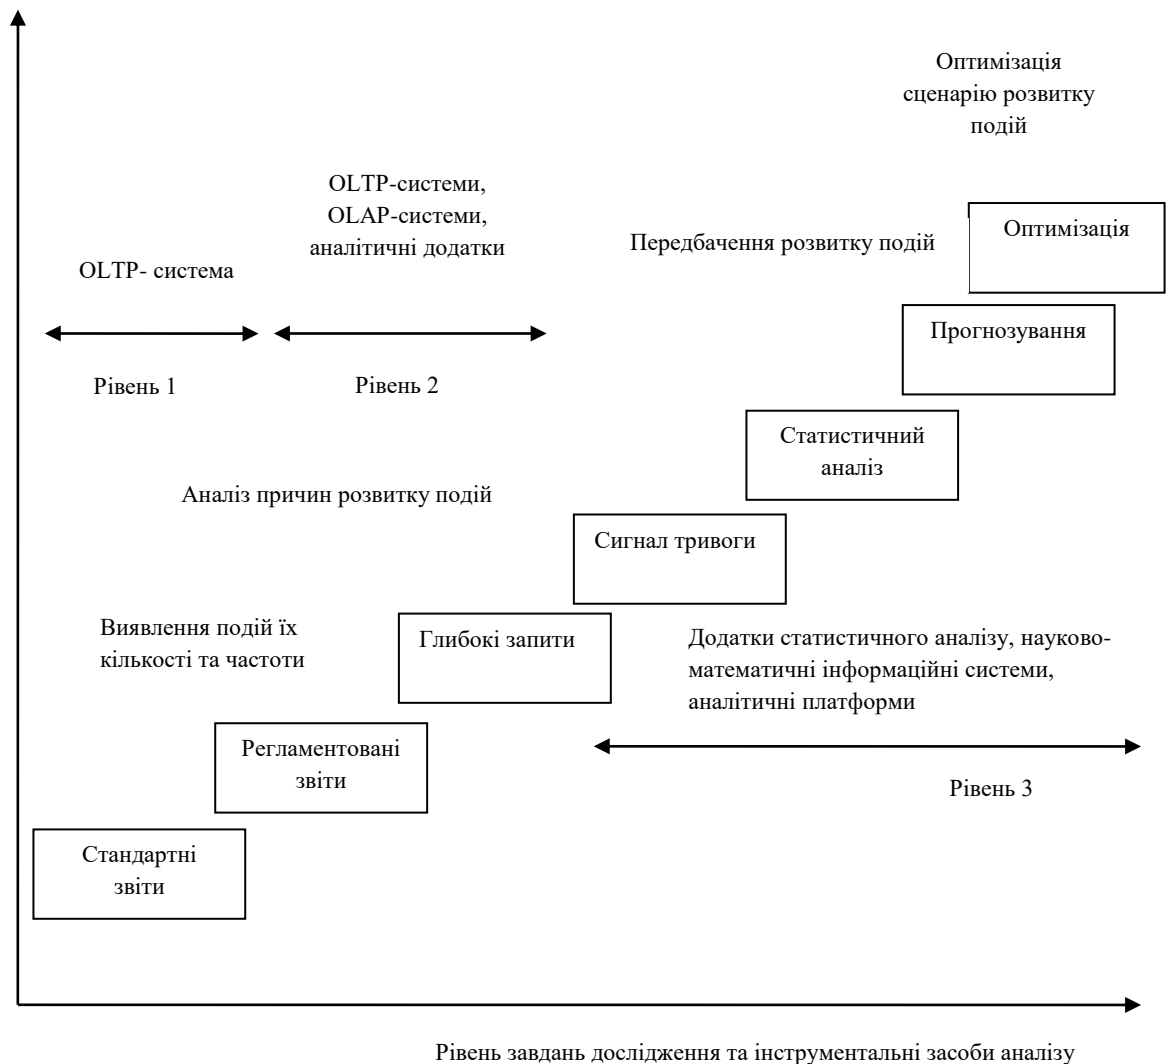 Оптимізація
сценарію розвитку
подій
OLTP-системи,
OLAP-системи,
аналітичні додатки
OLTP- система
Передбачення розвитку подій
Оптимізація
Прогнозування
Рівень 1
Рівень 2
Статистичний
аналіз
Аналіз причин розвитку подій
Сигнал тривоги
Виявлення подій їх
кількості та частоти
Глибокі запити
Додатки статистичного аналізу, науково-
математичні інформаційні системи,
аналітичні платформи
Регламентовані
звіти
Рівень 3
Стандартні
звіти
Рівень завдань дослідження та інструментальні засоби аналізу